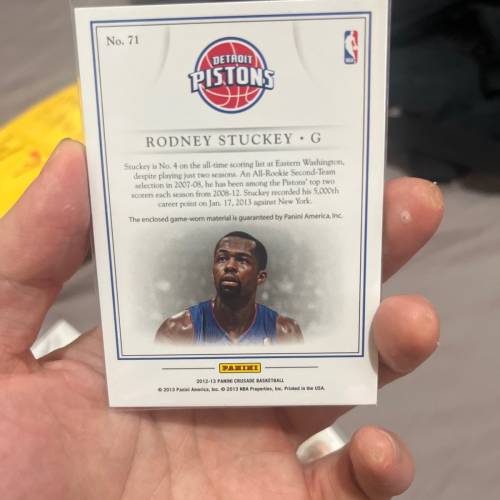 No. 71
DETROIT
PISTONS
NBA
RODNEY STUCKEY • G
Stuckey is No. 4 on the all-time scoring list at Eastern Washington,
despite playing just two seasons. An All-Rookie Second-Team
selection in 2007-08, he has been among the Pistons' top two
scorers each season from 2008-12. Stuckey recorded his 5,000th
career point on Jan. 17, 2013 against New York.
The enclosed game-worn material is guaranteed by Panini America, Inc.
PANINI
2012-13 PANINI CRUSADE BASKETBALL
© 2013 Panini America, Inc. © 2013 NBA Properties, Inc. Printed in the USA.